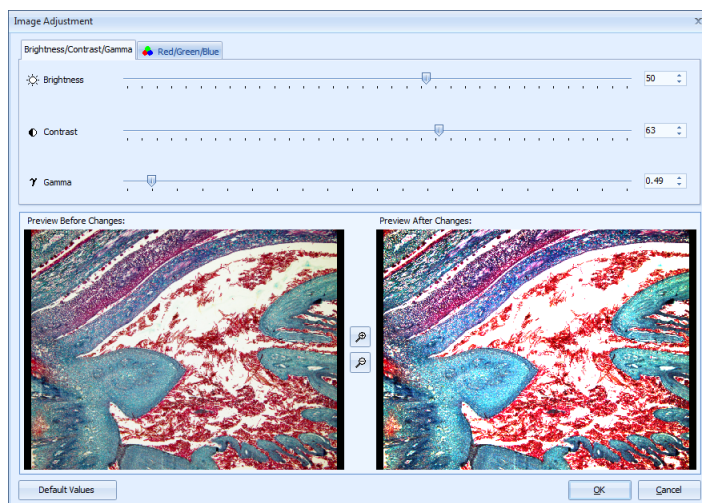 Image Adjustment
Brightness/Contrast/Gamma Red/Green/Blue
Brightness 50
Contrast 63
γ Gamma 0.49
Preview Before Changes: Preview After Changes:
Default Values OK Cancel